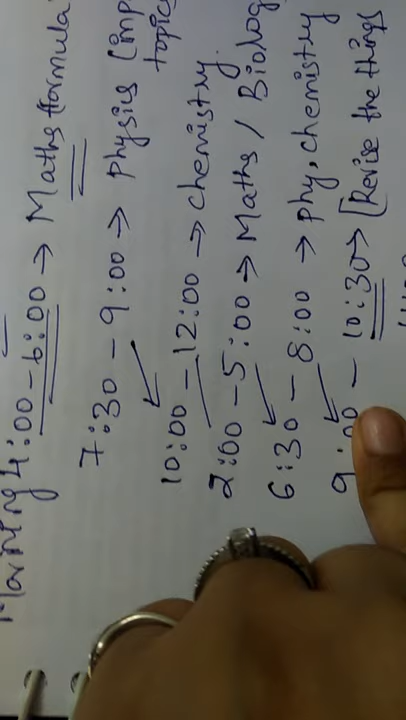 Morning 4:00-6:00 → Maths (formula
7:30 - 9:00 → physics (imp
topic
10:00 - 12:00 → chemistry.
2:00 - 5:00 → Maths / Biolog
6:30 - 8:00 → phy, chemistry
9:00 - 10:30 → [Revise the things